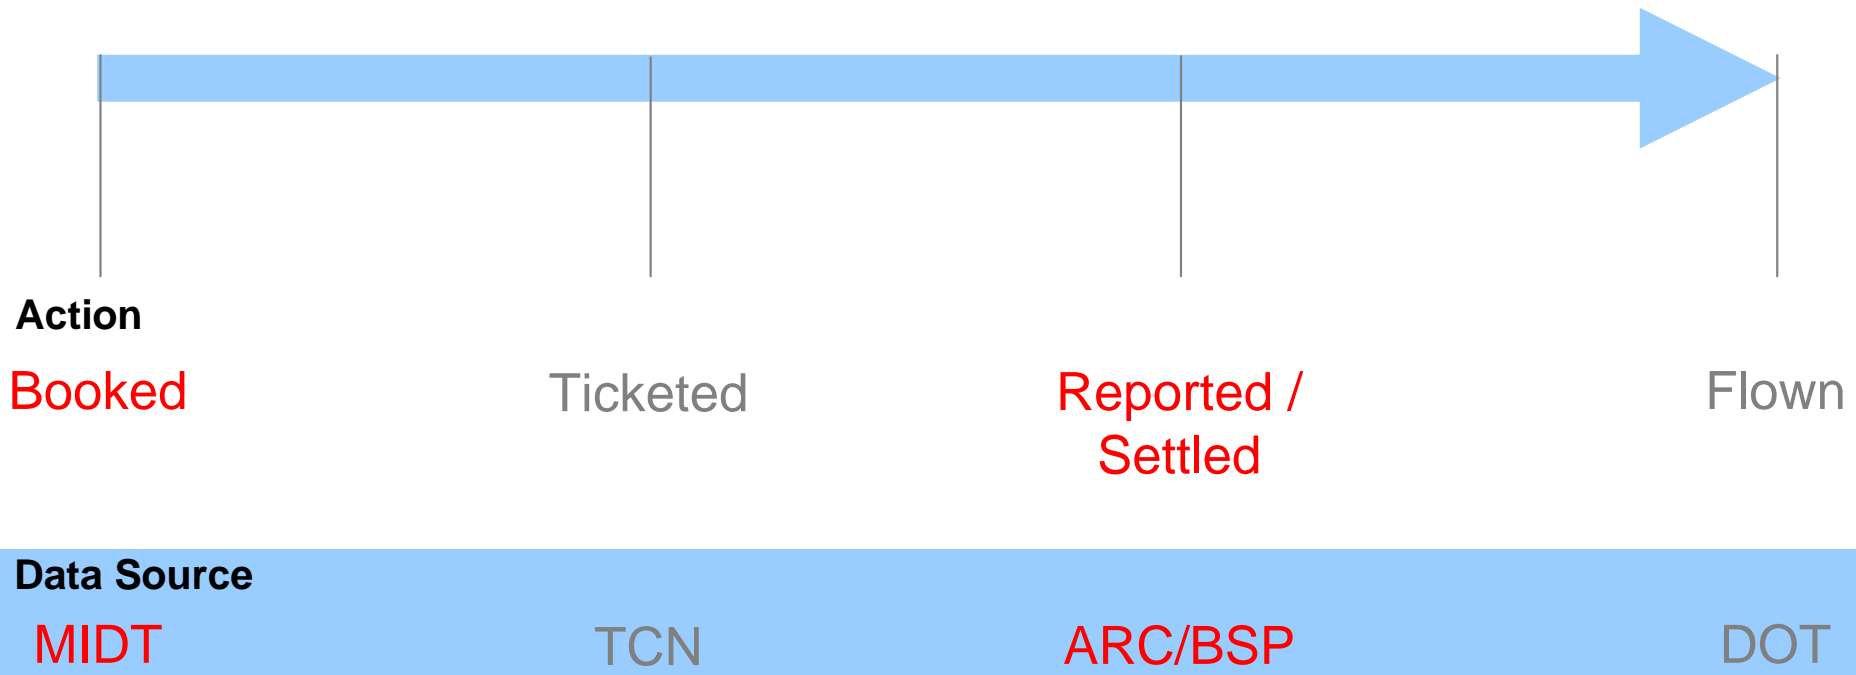 Action
Booked
Ticketed
Reported /
Settled
Flown
Data Source
MIDT
TCN
ARC/BSP
DOT